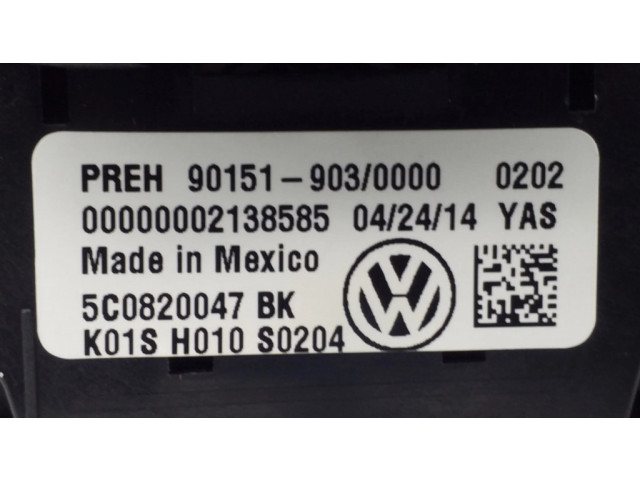 PREH 90151-903/0000 0202
00000002138585 04/24/14 YAS
Made in Mexico
5C0820047 BK
K01S H010 S0204